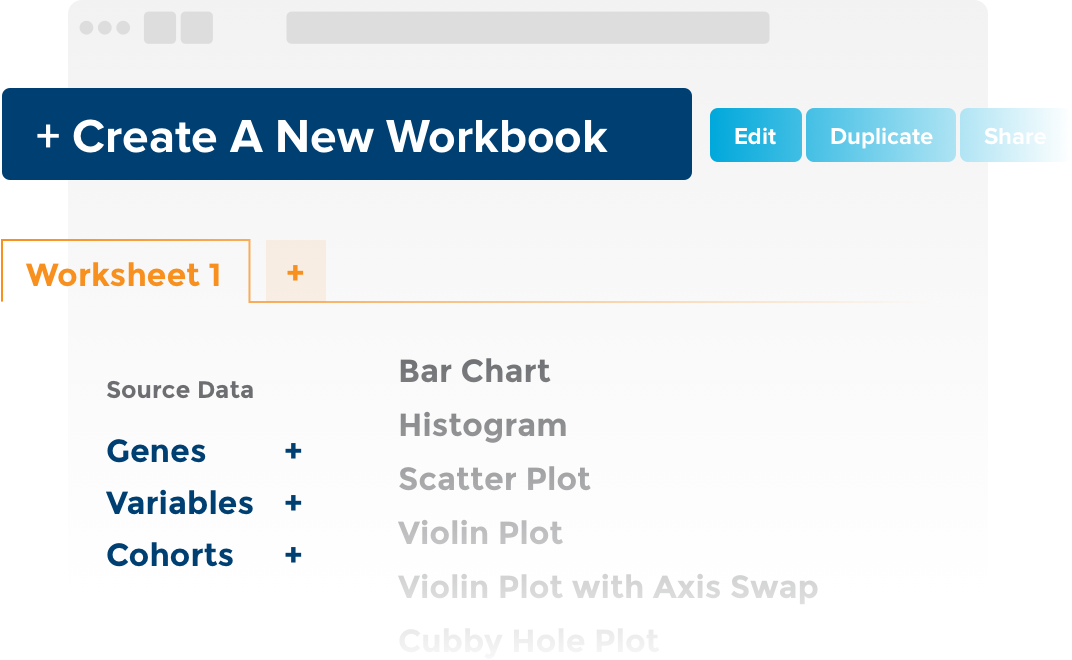 + Create A New Workbook
Edit
Duplicate
Share
Worksheet 1
+
Source Data
Genes +
Variables +
Cohorts +
Bar Chart
Histogram
Scatter Plot
Violin Plot
Violin Plot with Axis Swap
Cubby Hole Plot